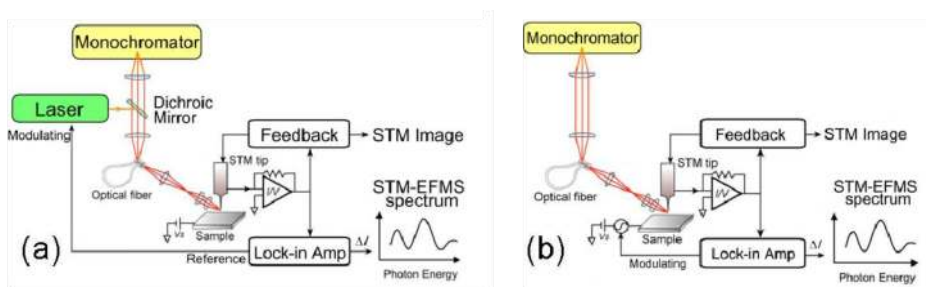 Monochromator
Laser
Dichroic
Mirror
Modulating
Feedback
STM Image
STM tip
Optical fiber
I/V
STM-EFMS
spectrum
Vs
Sample
(a)
Reference
Lock-in Amp
ΔI
Photon Energy
Monochromator
Feedback
STM Image
STM tip
Optical fiber
I/V
STM-EFMS
spectrum
Vs
Sample
(b)
Modulating
Lock-in Amp
ΔI
Photon Energy